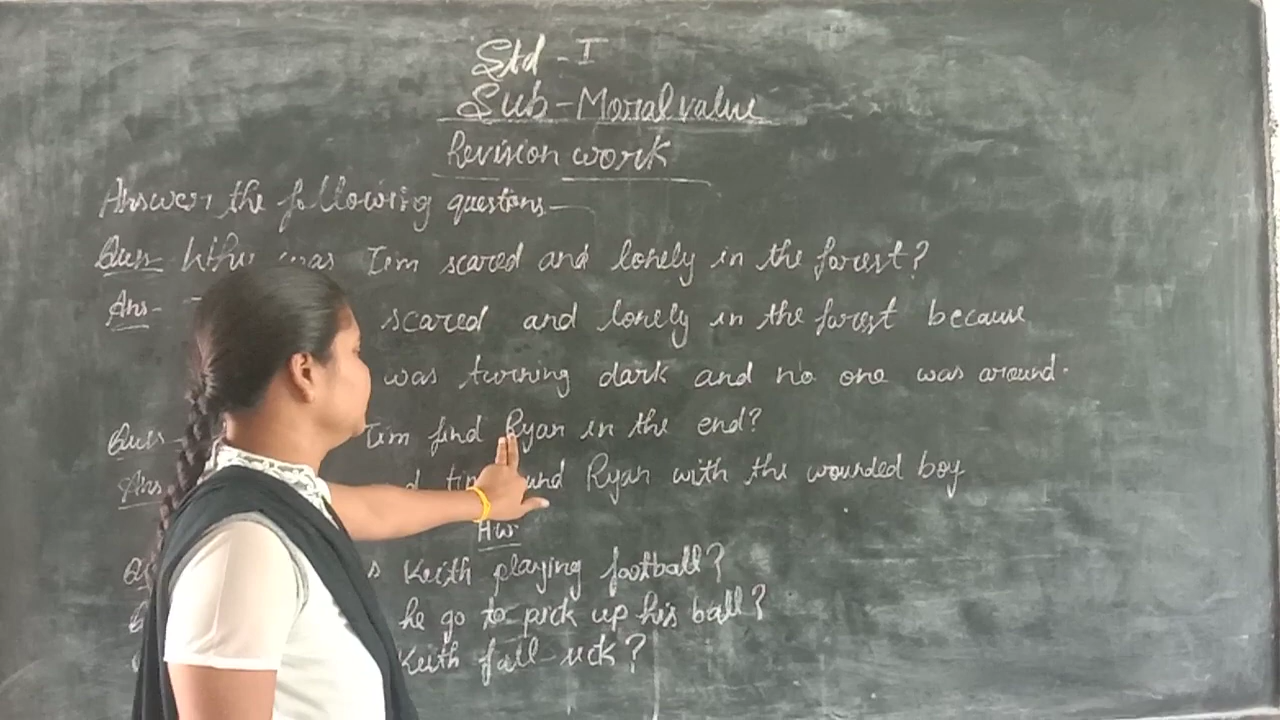 Std - I
Sub - Moral value
Revision work
Answer the following questions
Ques Why was Tim scared and lonely in the forest?
Ans- scared and lonely in the forest because
was turning dark and no one was around.
Ques- Tim find Ryan in the end?
Ans Ryan with the wounded boy
H.W.
Keith playing football?
he go to pick up his ball?
Keith fall sick?